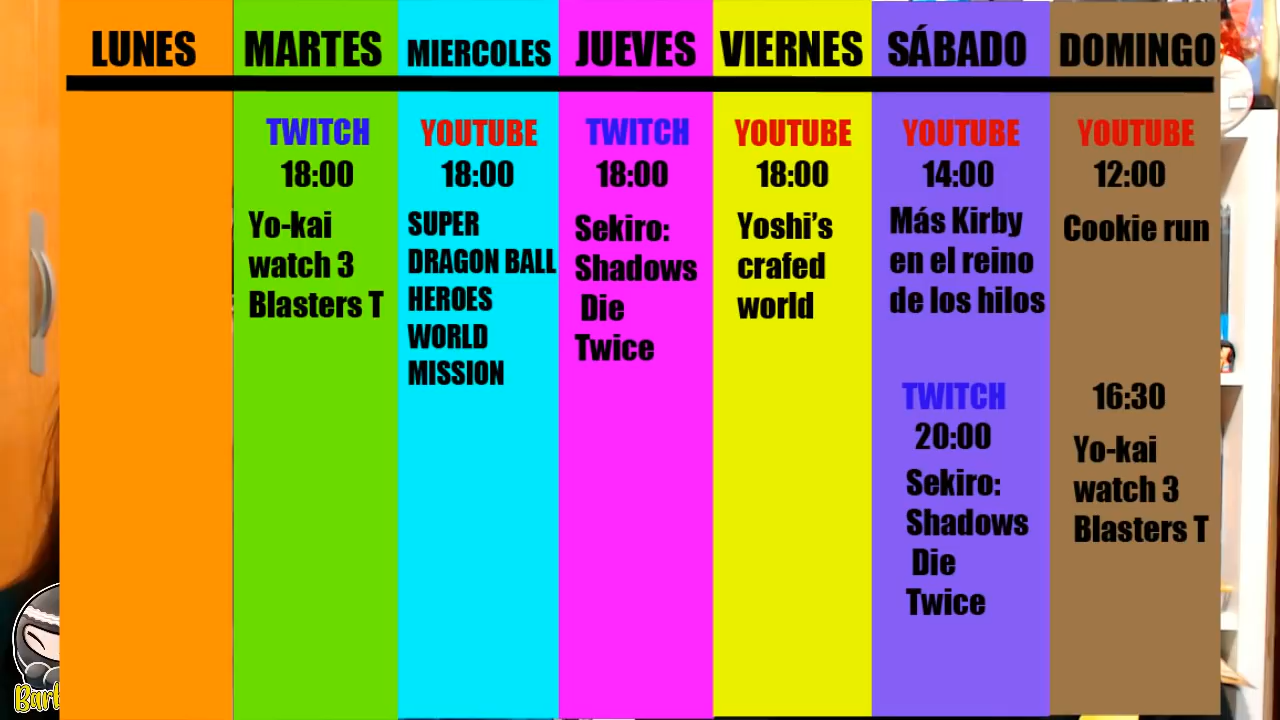 LUNES
MARTES
MIERCOLES
JUEVES
VIERNES
SÁBADO
DOMINGO
TWITCH
18:00
Yo-kai
watch 3
Blasters T
YOUTUBE
18:00
SUPER
DRAGON BALL
HEROES
WORLD
MISSION
TWITCH
18:00
Sekiro:
Shadows
Die
Twice
YOUTUBE
18:00
Yoshi's
crafed
world
YOUTUBE
14:00
Más Kirby
en el reino
de los hilos
TWITCH
20:00
Sekiro:
Shadows
Die
Twice
YOUTUBE
12:00
Cookie run
16:30
Yo-kai
watch 3
Blasters T